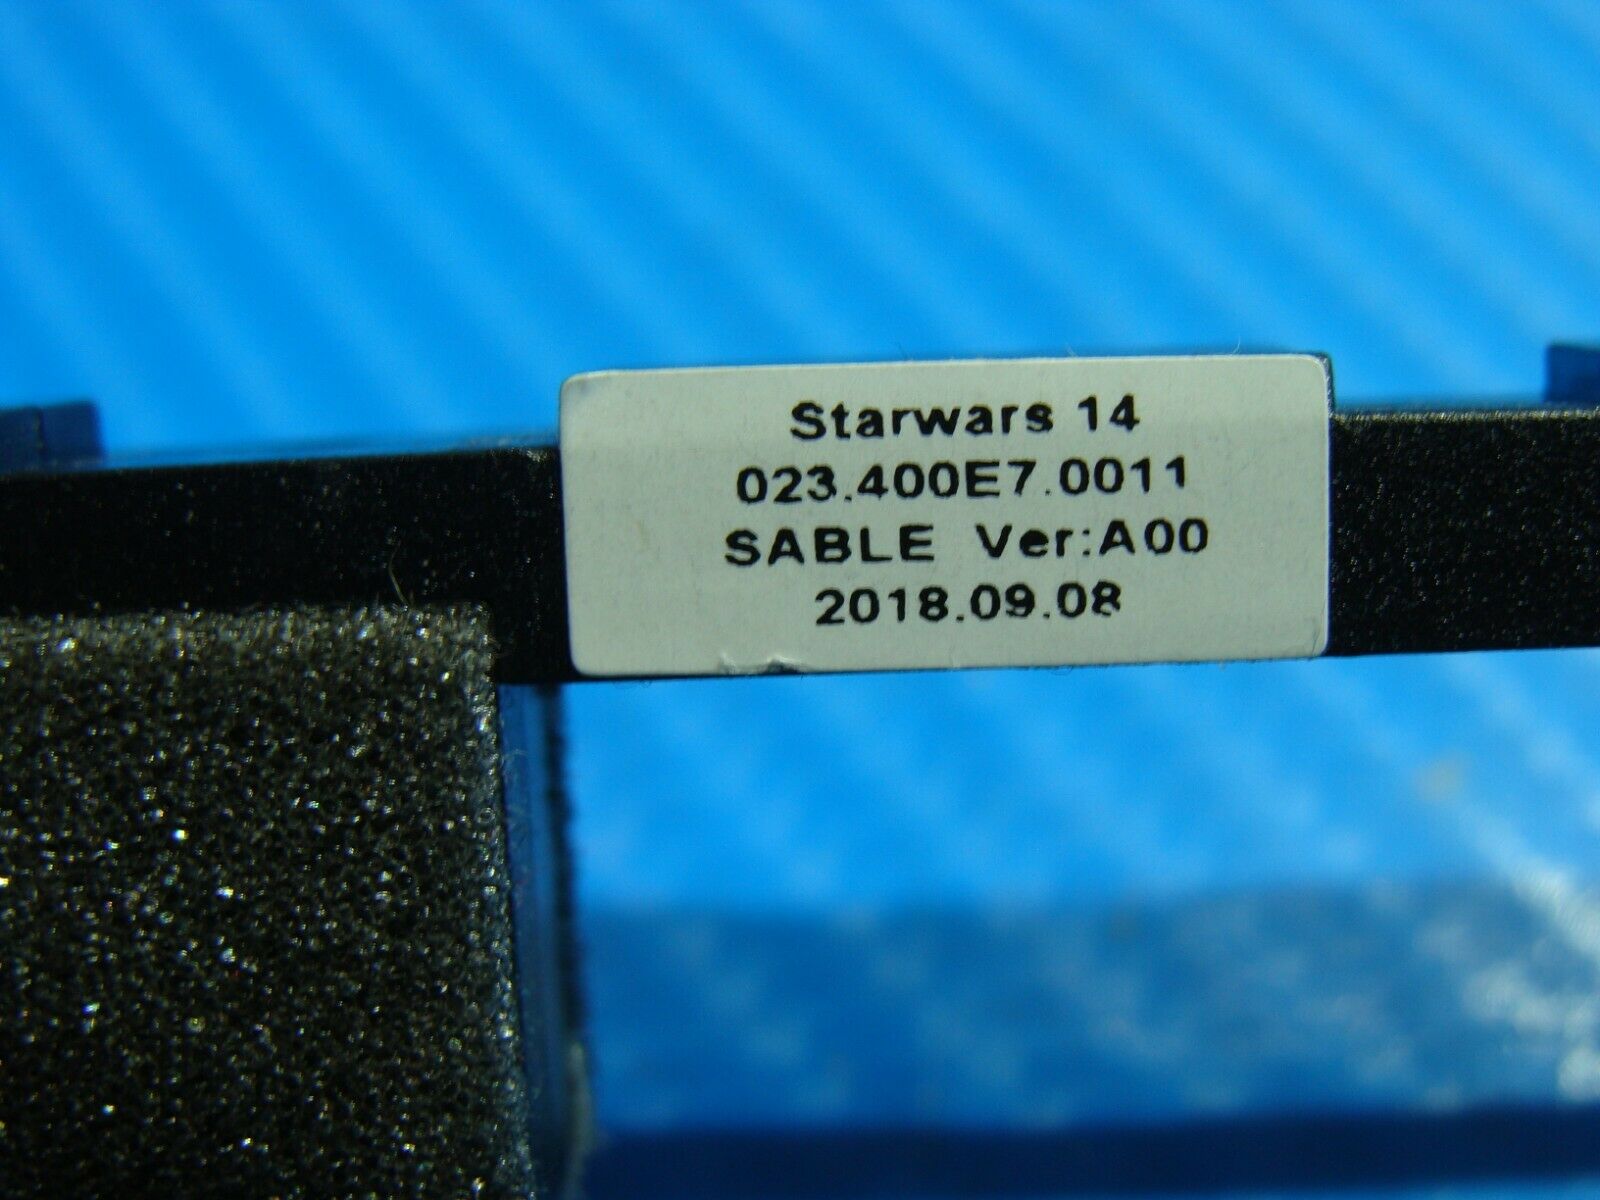 Starwars 14
023.400E7.0011
SABLE Ver:A00
2018.09.08